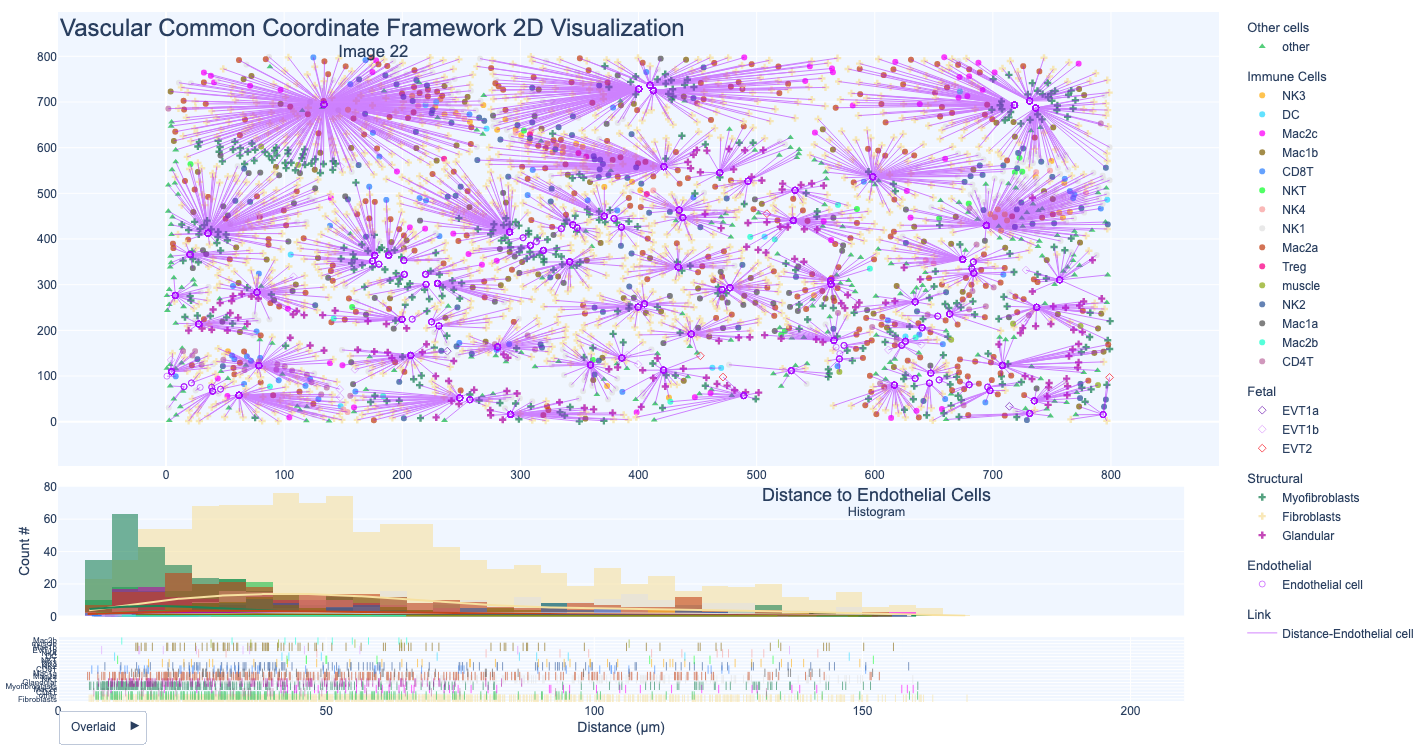 Vascular Common Coordinate Framework 2D Visualization
Image 22
800
700
600
500
400
300
200
100
0
0 100 200 300 400 500 600 700 800
Other cells
other
Immune Cells
NK3
DC
Mac2c
Mac1b
CD8T
NKT
NK4
NK1
Mac2a
Treg
muscle
NK2
Mac1a
Mac2b
CD4T
Fetal
EVT1a
EVT1b
EVT2
Structural
Myofibroblasts
Fibroblasts
Glandular
Endothelial
Endothelial cell
Link
Distance-Endothelial cell
Distance to Endothelial Cells
Histogram
Count #
80
60
40
20
0
Mac2b
Glandular
Myofibroblasts
Fibroblasts
0 50 100 150 200
Distance (μm)
Overlaid ▶